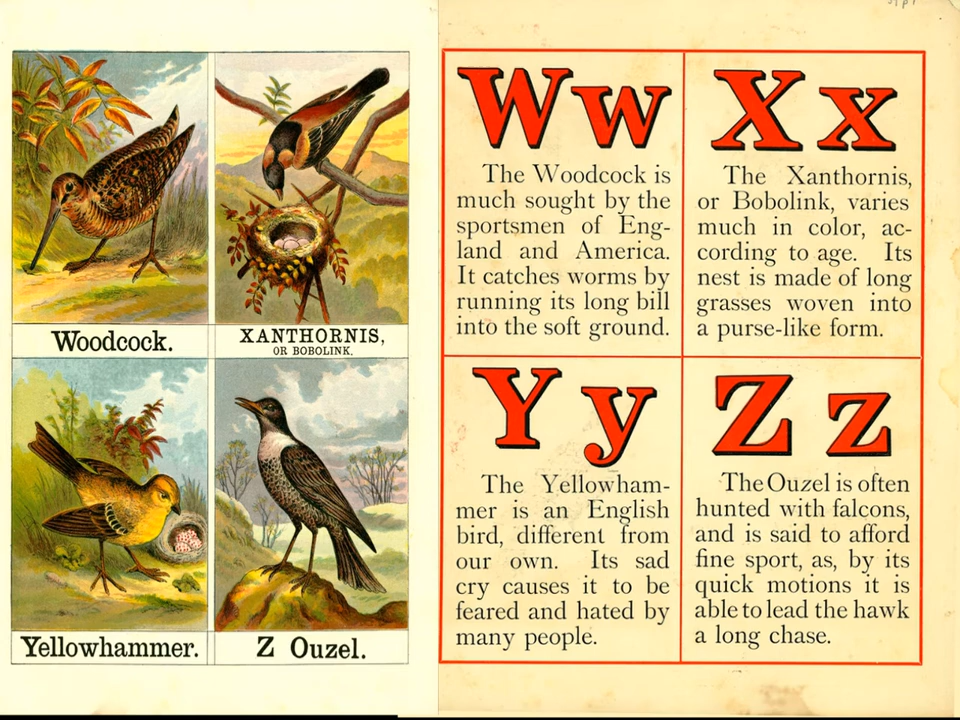 Woodcock.
XANTHORNIS,
OR BOBOLINK.
Yellowhammer.
Z Ouzel.
Ww
The Woodcock is
much sought by the
sportsmen of Eng-
land and America.
It catches worms by
running its long bill
into the soft ground.
Xx
The Xanthornis,
or Bobolink, varies
much in color, ac-
cording to age. Its
nest is made of long
grasses woven into
a purse-like form.
Yy
The Yellowham-
mer is an English
bird, different from
our own. Its sad
cry causes it to be
feared and hated by
many people.
Zz
The Ouzel is often
hunted with falcons,
and is said to afford
fine sport, as, by its
quick motions it is
able to lead the hawk
a long chase.